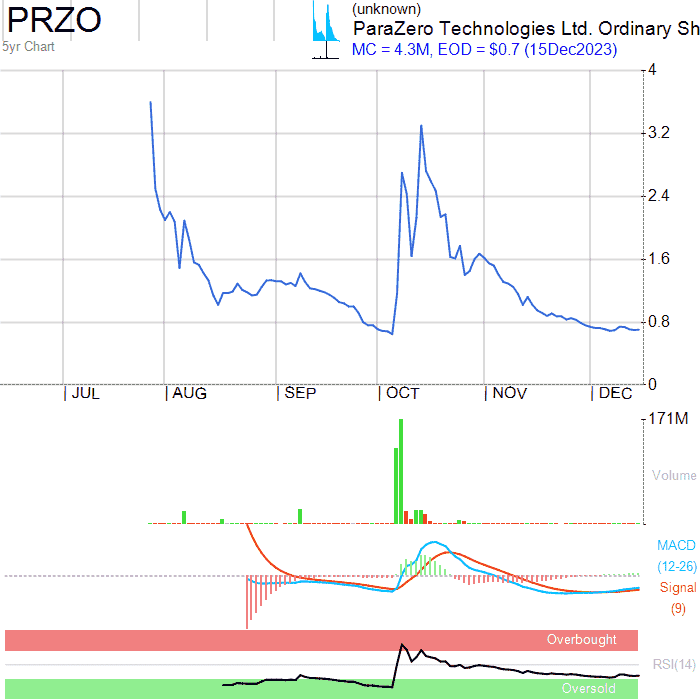 PRZO
(unknown)
ParaZero Technologies Ltd. Ordinary Sh
5yr Chart
MC = 4.3M, EOD = $0.7 (15Dec2023)
4
3.2
2.4
1.6
0.8
0
JUL
AUG
SEP
OCT
NOV
DEC
171M
Volume
MACD
(12-26)
Signal
(9)
Overbought
RSI(14)
Oversold